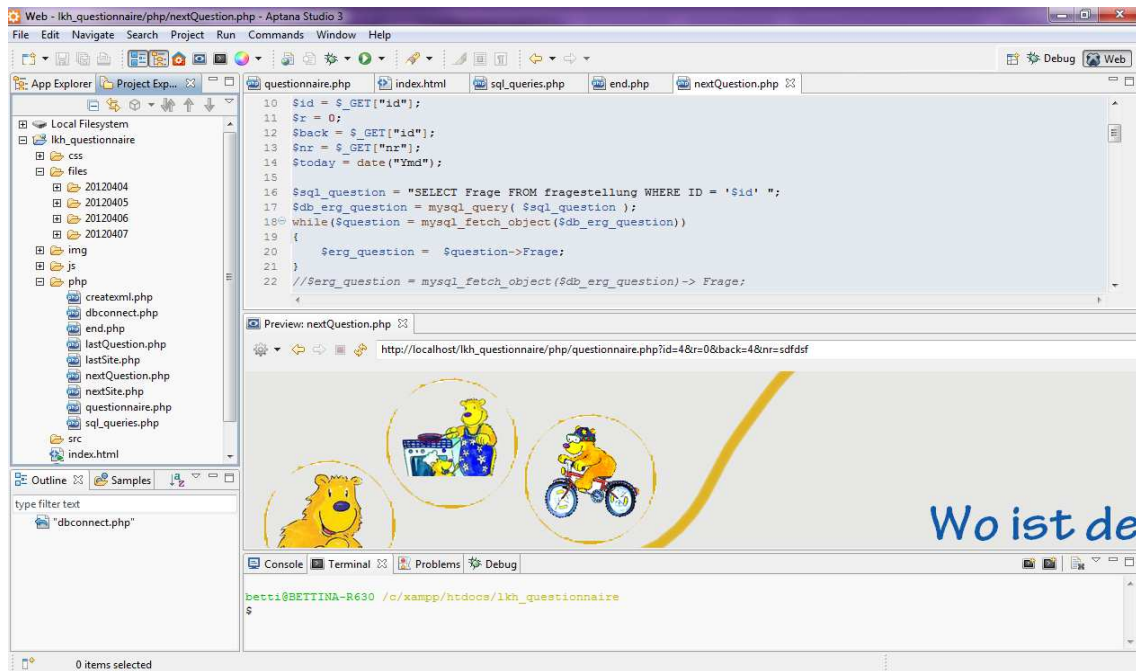 Web - lkh_questionnaire/php/nextQuestion.php - Aptana Studio 3
File Edit Navigate Search Project Run Commands Window Help
Debug Web
App Explorer Project Exp...
Local Filesystem
lkh_questionnaire
css
files
20120404
20120405
20120406
20120407
img
js
php
createxml.php
dbconnect.php
end.php
lastQuestion.php
lastSite.php
nextQuestion.php
nextSite.php
questionnaire.php
sql_queries.php
src
index.html
Outline Samples
type filter text
"dbconnect.php"
questionnaire.php index.html sql_queries.php end.php nextQuestion.php
10 $id = $_GET["id"];
11 $r = 0;
12 $back = $_GET["id"];
13 $nr = $_GET["nr"];
14 $today = date("Ymd");
15
16 $sql_question = "SELECT Frage FROM fragestellung WHERE ID = '$id' ";
17 $db_erg_question = mysql_query( $sql_question );
18 while($question = mysql_fetch_object($db_erg_question))
19 {
20 $erg_question = $question->Frage;
21 }
22 //$erg_question = mysql_fetch_object($db_erg_question)-> Frage;
Preview: nextQuestion.php
http://localhost/lkh_questionnaire/php/questionnaire.php?id=4&r=0&back=4&nr=sdfdsf
Wo ist de
Console Terminal Problems Debug
betti@BETTINA-R630 /c/xampp/htdocs/lkh_questionnaire
$
0 items selected